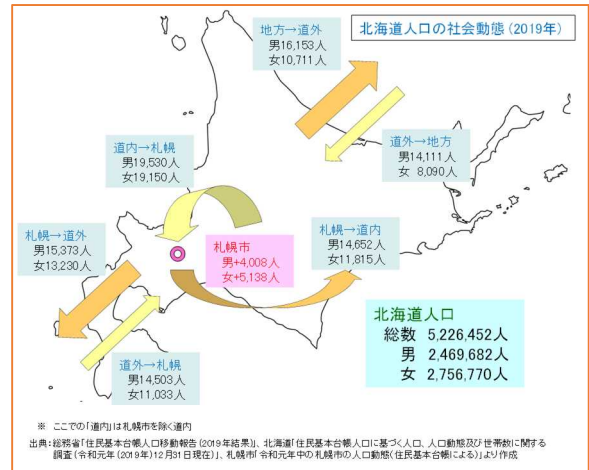 北海道人口の社会動態(2019年)
地方→道外
男16,153人
女10,711人
道外→地方
男14,111人
女 8,090人
道内→札幌
男19,530人
女19,150人
札幌→道外
男15,373人
女13,230人
札幌市
男+4,008人
女+5,138人
札幌→道内
男14,652人
女11,815人
道外→札幌
男14,503人
女11,033人
北海道人口
総数 5,226,452人
男 2,469,682人
女 2,756,770人
※ ここでの「道内」は札幌市を除く道内
出典:総務省「住民基本台帳人口移動報告(2019年結果)」、北海道「住民基本台帳人口に基づく人口、人口動態及び世帯数に関する
調査(令和元年(2019年)12月31日現在)」、札幌市「令和元年中の札幌市の人口動態(住民基本台帳による)」より作成